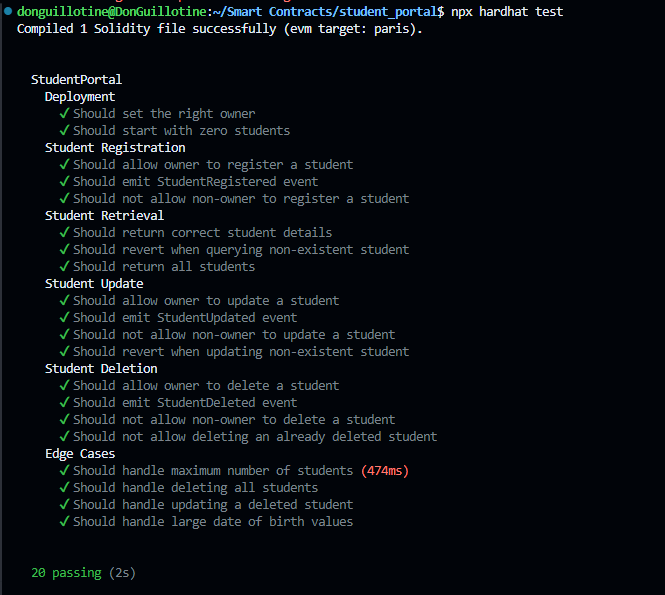 donguillotine@DonGuillotine:~/Smart Contracts/student_portal$ npx hardhat test
Compiled 1 Solidity file successfully (evm target: paris).
StudentPortal
Deployment
✓ Should set the right owner
✓ Should start with zero students
Student Registration
✓ Should allow owner to register a student
✓ Should emit StudentRegistered event
✓ Should not allow non-owner to register a student
Student Retrieval
✓ Should return correct student details
✓ Should revert when querying non-existent student
✓ Should return all students
Student Update
✓ Should allow owner to update a student
✓ Should emit StudentUpdated event
✓ Should not allow non-owner to update a student
✓ Should revert when updating non-existent student
Student Deletion
✓ Should allow owner to delete a student
✓ Should emit StudentDeleted event
✓ Should not allow non-owner to delete a student
✓ Should not allow deleting an already deleted student
Edge Cases
✓ Should handle maximum number of students (474ms)
✓ Should handle deleting all students
✓ Should handle updating a deleted student
✓ Should handle large date of birth values
20 passing (2s)